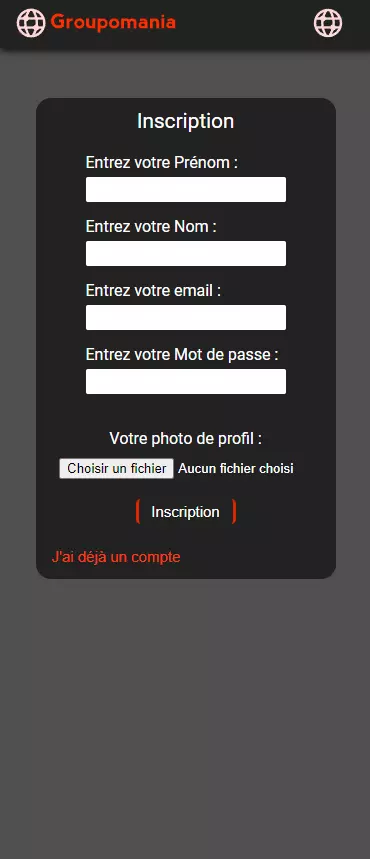 Groupomania
Inscription
Entrez votre Prénom :
Entrez votre Nom :
Entrez votre email :
Entrez votre Mot de passe :
Votre photo de profil :
Choisir un fichier Aucun fichier choisi
Inscription
J'ai déjà un compte